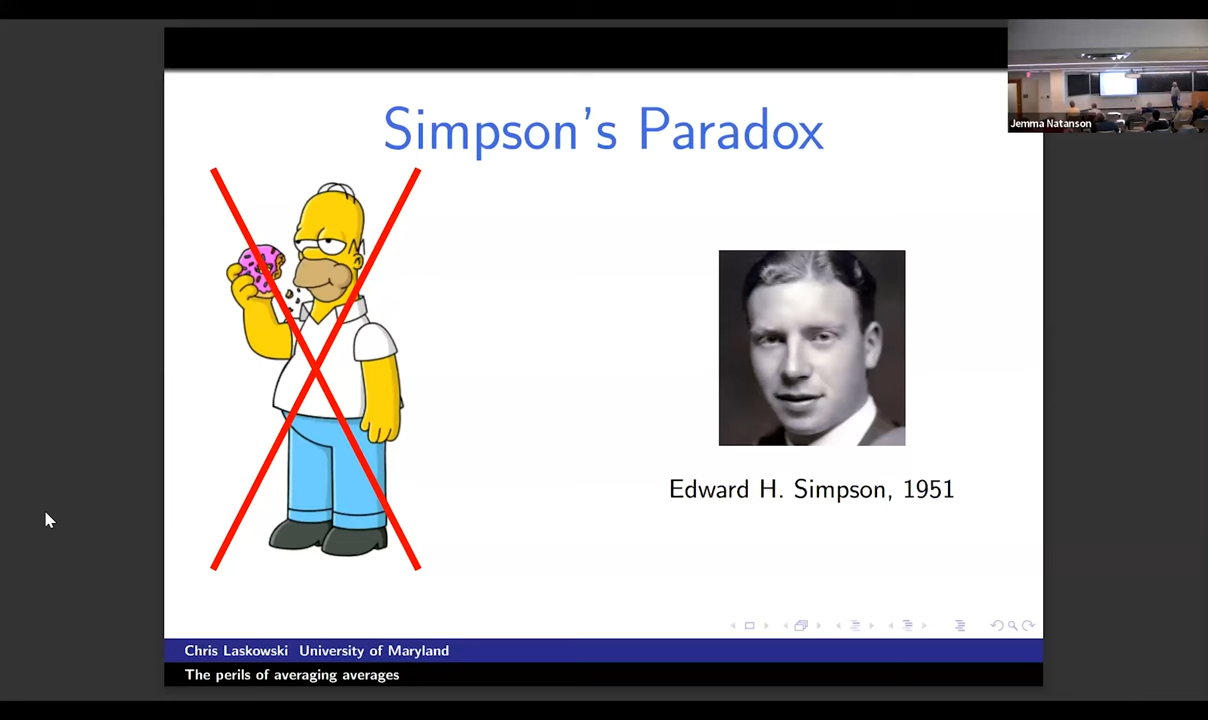 Simpson's Paradox
Jemma Natanson
Edward H. Simpson, 1951
Chris Laskowski University of Maryland
The perils of averaging averages